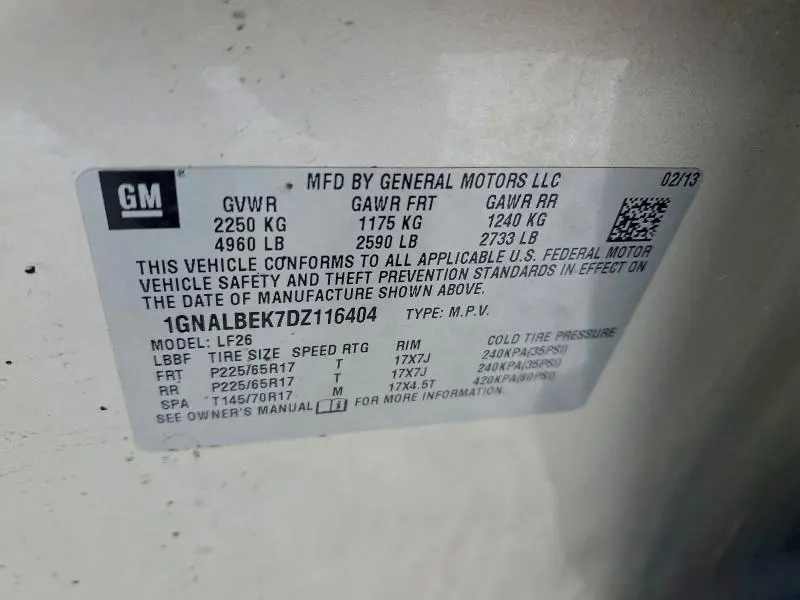 GM ® MFD BY GENERAL MOTORS LLC 02/13
GVWR GAWR FRT GAWR RR
2250 KG 1175 KG 1240 KG
4960 LB 2590 LB 2733 LB
THIS VEHICLE CONFORMS TO ALL APPLICABLE U.S. FEDERAL MOTOR
VEHICLE SAFETY AND THEFT PREVENTION STANDARDS IN EFFECT ON
THE DATE OF MANUFACTURE SHOWN ABOVE.
1GNALBEK7DZ116404 TYPE: M.P.V.
MODEL: LF26
LBBF TIRE SIZE SPEED RTG RIM COLD TIRE PRESSURE
FRT P225/65R17 T 17X7J 240KPA(35PSI)
RR P225/65R17 T 17X7J 240KPA(35PSI)
SPA T145/70R17 M 17X4.5T 420KPA(60PSI)
SEE OWNER'S MANUAL FOR MORE INFORMATION.